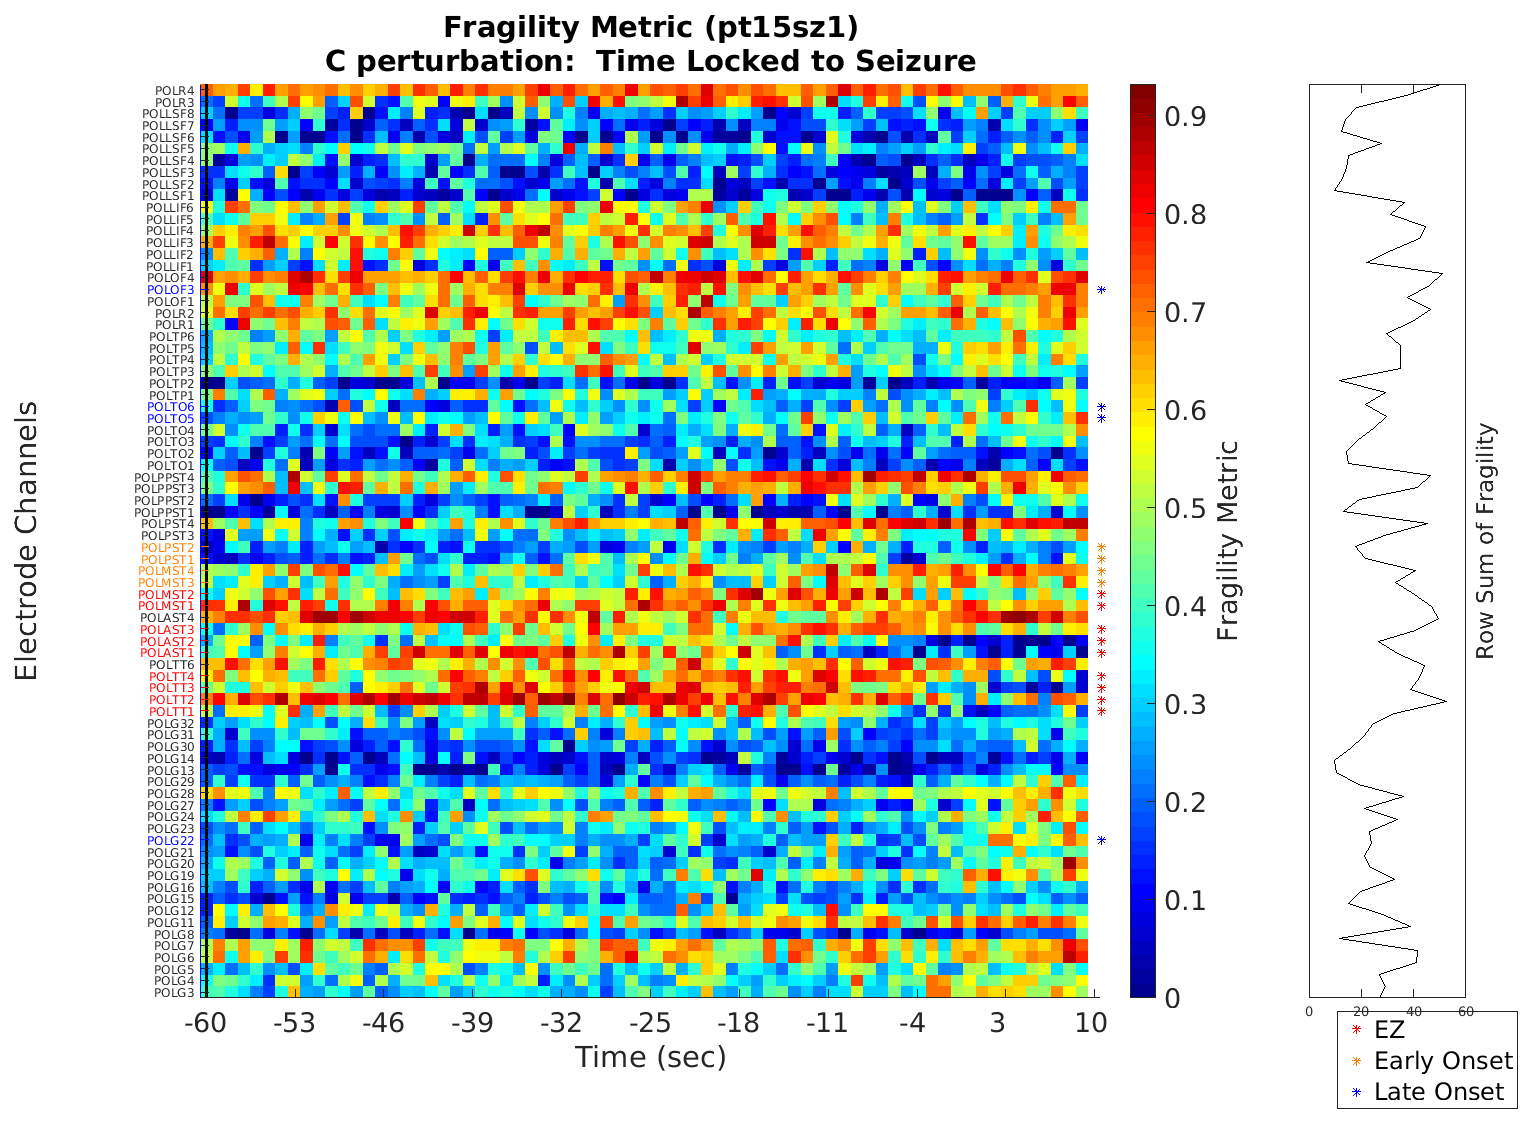 Fragility Metric (pt15sz1)
C perturbation:  Time Locked to Seizure
Electrode Channels
POLR4
POLR3
POLLSF8
POLLSF7
POLLSF6
POLLSF5
POLLSF4
POLLSF3
POLLSF2
POLLSF1
POLLIF6
POLLIF5
POLLIF4
POLLIF3
POLLIF2
POLLIF1
POLOF4
POLOF3
POLOF1
POLR2
POLR1
POLTP6
POLTP5
POLTP4
POLTP3
POLTP2
POLTP1
POLTO6
POLTO5
POLTO4
POLTO3
POLTO2
POLTO1
POLPPST4
POLPPST3
POLPPST2
POLPPST1
POLPST4
POLPST3
POLPST2
POLPST1
POLMST4
POLMST3
POLMST2
POLMST1
POLAST4
POLAST3
POLAST2
POLAST1
POLTT6
POLTT4
POLTT3
POLTT2
POLTT1
POLG32
POLG31
POLG30
POLG14
POLG13
POLG29
POLG28
POLG27
POLG24
POLG23
POLG22
POLG21
POLG20
POLG19
POLG16
POLG15
POLG12
POLG11
POLG8
POLG7
POLG6
POLG5
POLG4
POLG3
-60 -53 -46 -39 -32 -25 -18 -11 -4 3 10
Time (sec)
0.9
0.8
0.7
0.6
0.5
0.4
0.3
0.2
0.1
0
Fragility Metric
0 20 40 60
Row Sum of Fragility
EZ
Early Onset
Late Onset